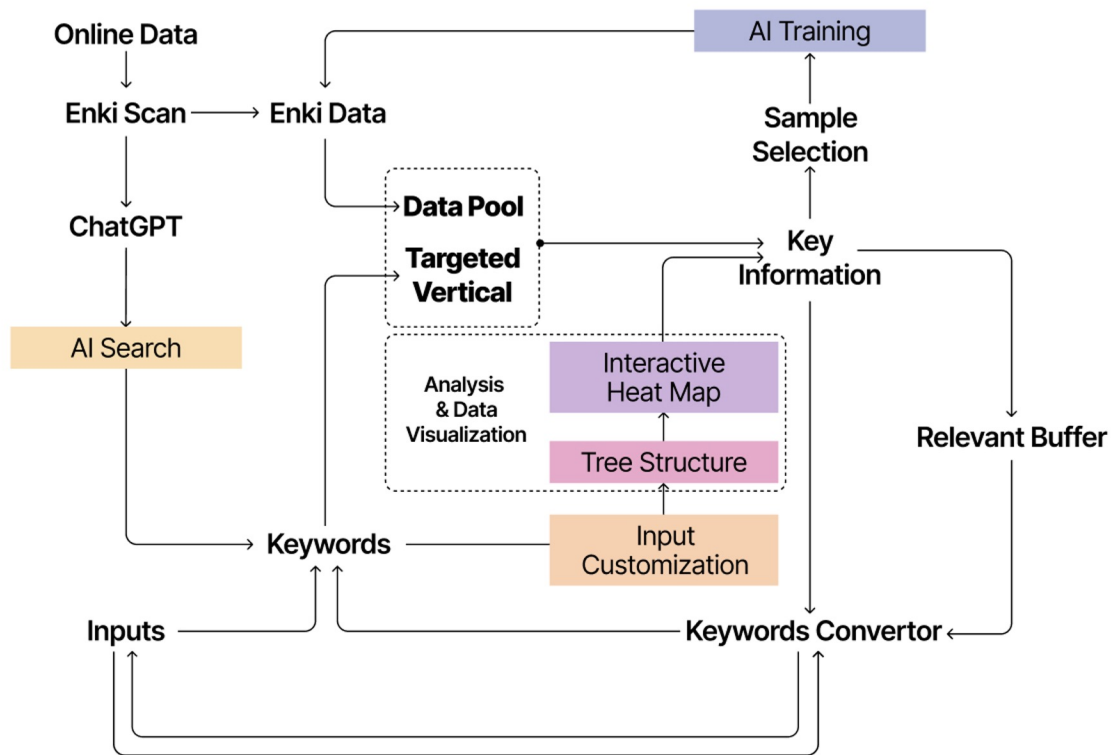 Online Data
AI Training
Enki Scan
Enki Data
Sample
Selection
ChatGPT
Data Pool
Targeted
Vertical
Key
Information
AI Search
Analysis
& Data
Visualization
Interactive
Heat Map
Tree Structure
Relevant Buffer
Keywords
Input
Customization
Inputs
Keywords Convertor